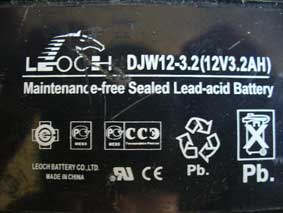 LEOCH DJW12-3.2(12V3.2AH)
Maintenance-free Sealed Lead-acid Battery
LEOCH BATTERY CO.,LTD.
MADE IN CHINA
CE
Pb.
Pb.